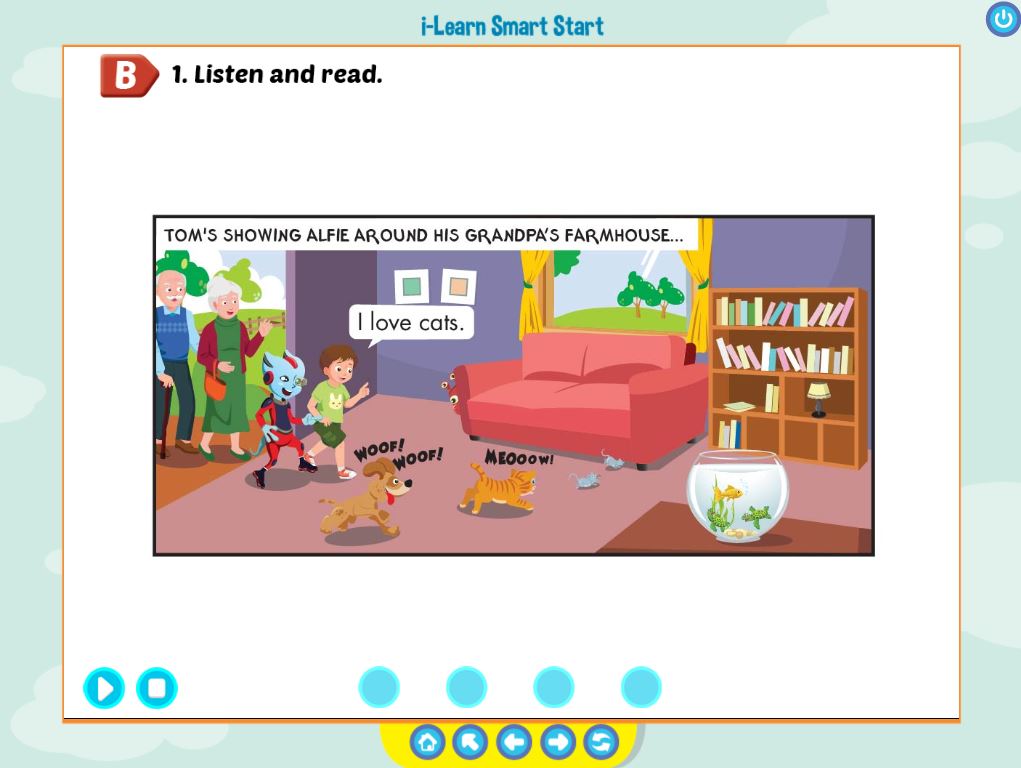 i-Learn Smart Start
B 1. Listen and read.
TOM'S SHOWING ALFIE AROUND HIS GRANDPA'S FARMHOUSE...
I love cats.
WOOF!
WOOF!
MEOOOW!